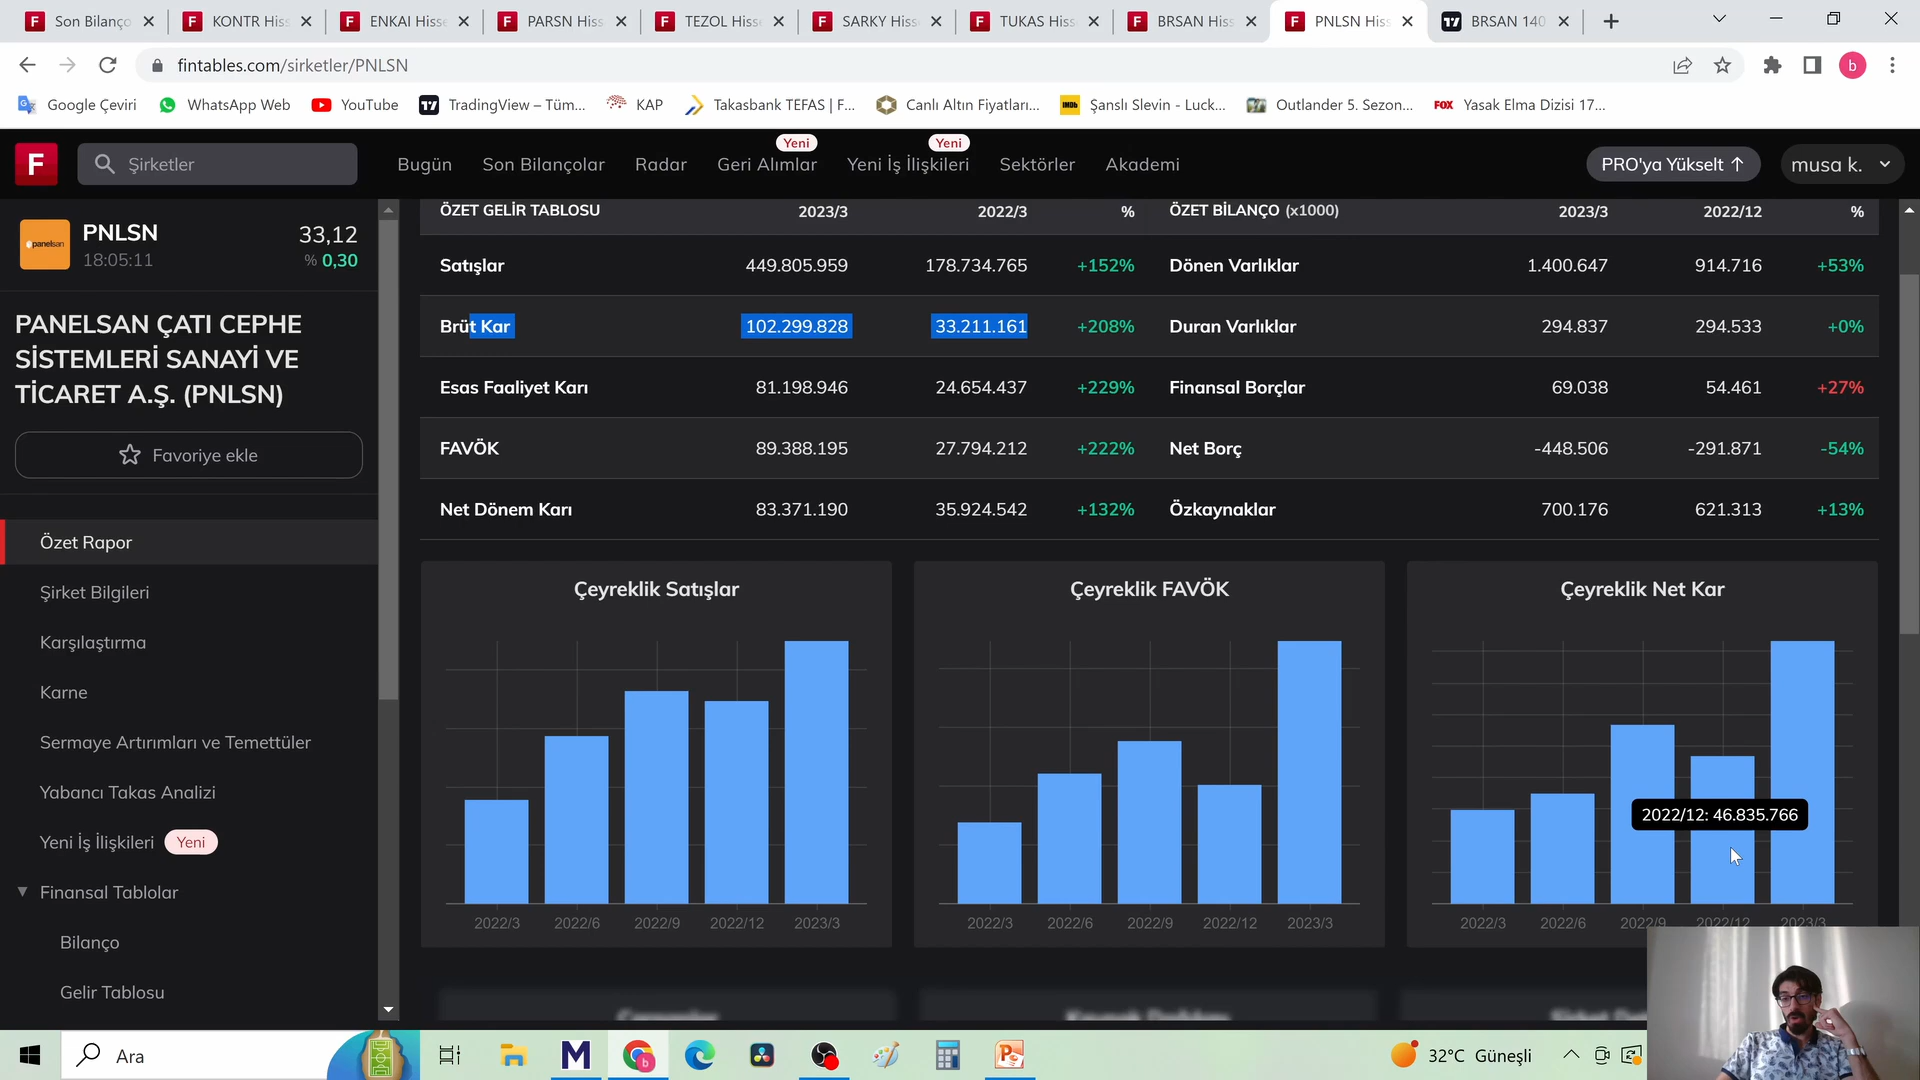 Son Bilanço
KONTR His
ENKAI Hisse
PARSN Hiss
TEZOL Hisse
SARKY Hiss
TUKAS Hiss
BRSAN Hiss
PNLSN Hiss
BRSAN 140
fintables.com/sirketler/PNLSN
b
Google Çeviri
WhatsApp Web
YouTube
TradingView – Tüm...
KAP
Takasbank TEFAS | F...
Canlı Altın Fiyatları...
IMDb
Şanslı Slevin - Luck...
Outlander 5. Sezon...
FOX
Yasak Elma Dizisi 17...
F
Şirketler
Bugün
Son Bilançolar
Radar
Geri Alımlar
Yeni
Yeni İş İlişkileri
Yeni
Sektörler
Akademi
PRO'ya Yükselt ↑
musa k.
panelsan
PNLSN
33,12
18:05:11
% 0,30
PANELSAN ÇATI CEPHE
SİSTEMLERİ SANAYİ VE
TİCARET A.Ş. (PNLSN)
Favoriye ekle
Özet Rapor
Şirket Bilgileri
Karşılaştırma
Karne
Sermaye Artırımları ve Temettüler
Yabancı Takas Analizi
Yeni İş İlişkileri Yeni
Finansal Tablolar
Bilanço
Gelir Tablosu
ÖZET GELİR TABLOSU 2023/3 2022/3 %
Satışlar 449.805.959 178.734.765 +152%
Brüt Kar 102.299.828 33.211.161 +208%
Esas Faaliyet Karı 81.198.946 24.654.437 +229%
FAVÖK 89.388.195 27.794.212 +222%
Net Dönem Karı 83.371.190 35.924.542 +132%
ÖZET BİLANÇO (x1000) 2023/3 2022/12 %
Dönen Varlıklar 1.400.647 914.716 +53%
Duran Varlıklar 294.837 294.533 +0%
Finansal Borçlar 69.038 54.461 +27%
Net Borç -448.506 -291.871 -54%
Özkaynaklar 700.176 621.313 +13%
Çeyreklik Satışlar
2022/3 2022/6 2022/9 2022/12 2023/3
Çeyreklik FAVÖK
2022/3 2022/6 2022/9 2022/12 2023/3
Çeyreklik Net Kar
2022/12: 46.835.766
2022/3 2022/6 2022/9 2022/12 2023/3
Ara
32°C Güneşli